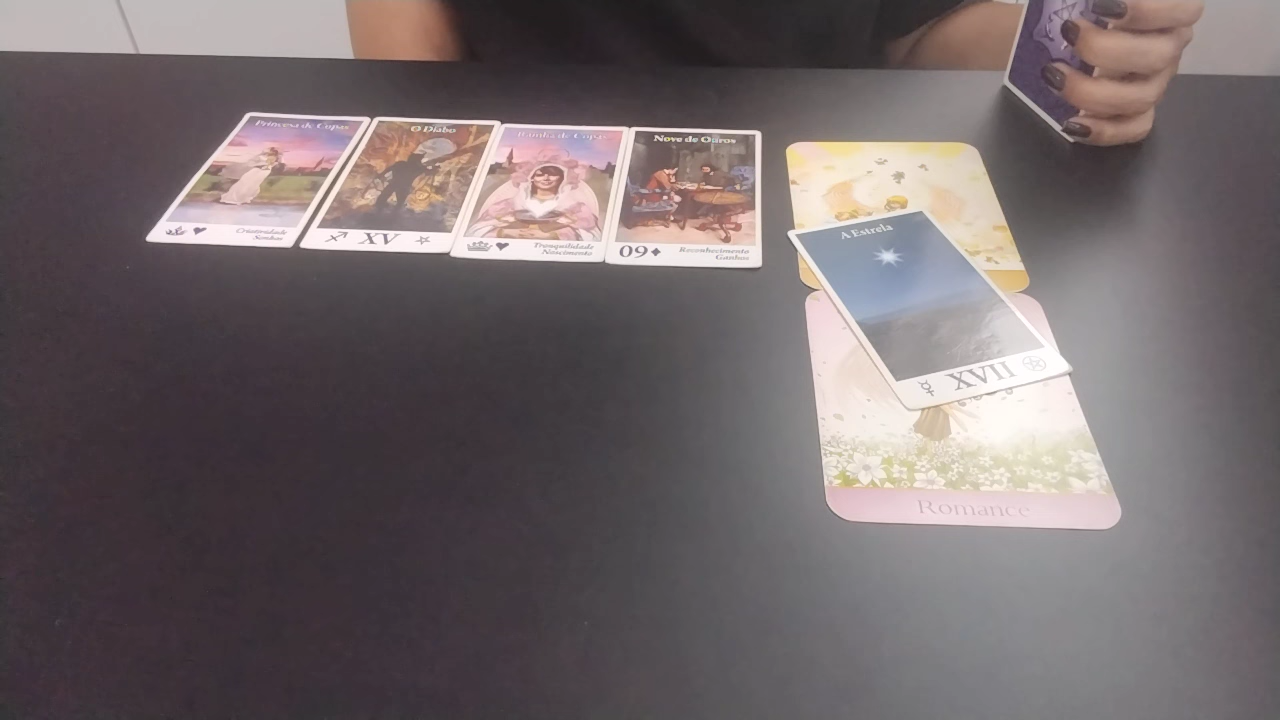 Princesa de Copas
Criatividade
Sonhos
O Diabo
XV
Rainha de Copas
Tranquilidade
Nascimento
Nove de Ouros
09
Reconhecimento
Ganhos
A Estrela
XVII
Romance